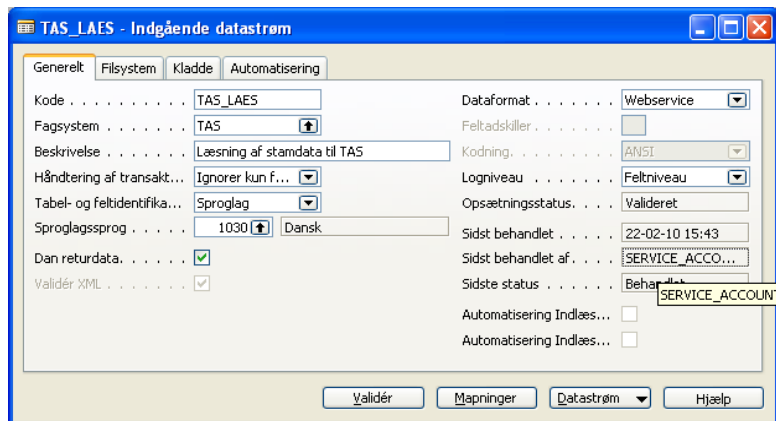 TAS_LAES - Indgående datastrøm
Generelt Filsystem Kladde Automatisering
Kode . . . . . . . . . . TAS_LAES
Fagsystem . . . . . . . TAS
Beskrivelse . . . . . . . Læsning af stamdata til TAS
Håndtering af transakt... Ignorer kun f...
Tabel- og feltidentifika... Sproglag
Sproglagssprog . . . . . 1030 Dansk
Dan returdata. . . . . .
Validér XML . . . . . . .
Dataformat . . . . . . . Webservice
Feltadskiller . . . . . . .
Kodning. . . . . . . . . ANSI
Logniveau . . . . . . . Feltniveau
Opsætningsstatus. . . . Valideret
Sidst behandlet . . . . . 22-02-10 15:43
Sidst behandlet af. . . . SERVICE_ACCO...
Sidste status . . . . . . Behandlet
SERVICE_ACCOUNT
Automatisering Indlæs...
Automatisering Indlæs...
Validér Mapninger Datastrøm Hjælp